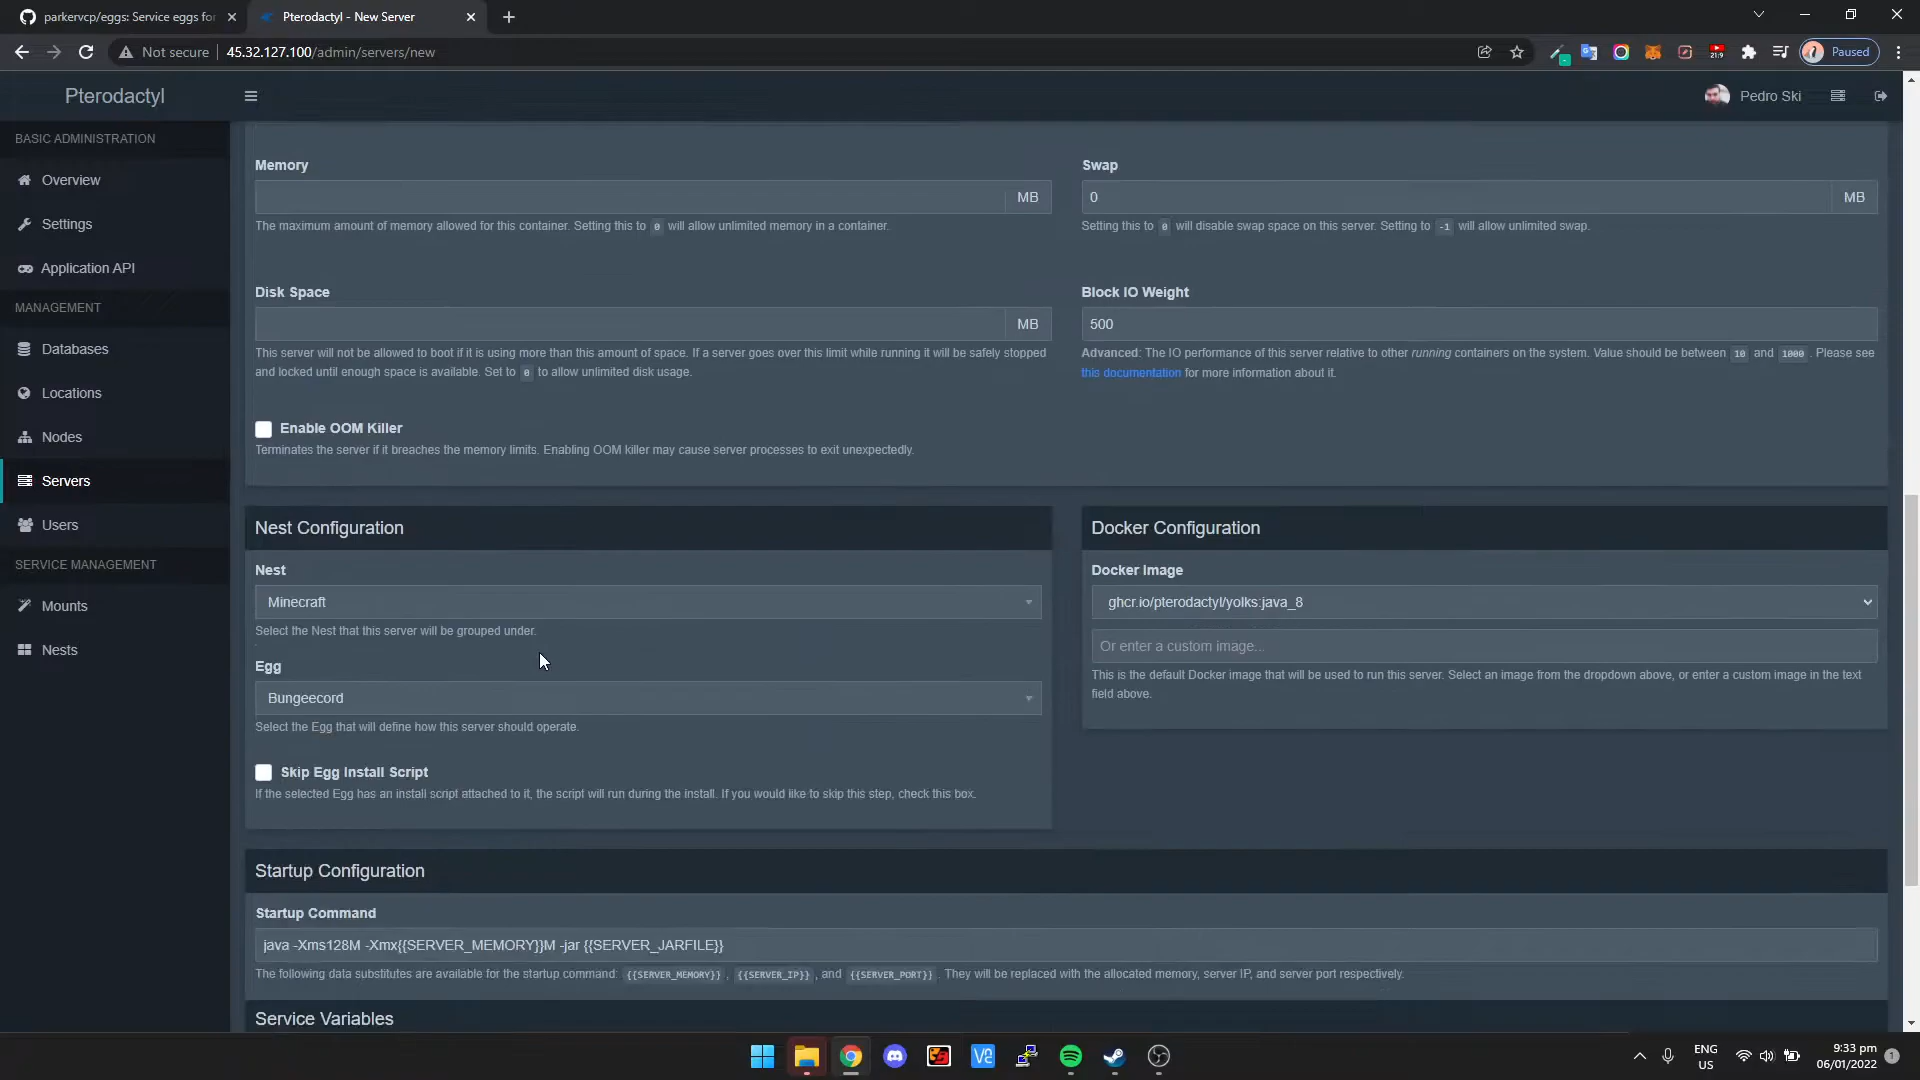 parkervcp/eggs: Service eggs for
Pterodactyl - New Server
Not secure
45.32.127.100/admin/servers/new
21:9
Paused
Pterodactyl
Pedro Ski
BASIC ADMINISTRATION
Overview
Settings
Application API
MANAGEMENT
Databases
Locations
Nodes
Servers
Users
SERVICE MANAGEMENT
Mounts
Nests
Memory
MB
The maximum amount of memory allowed for this container. Setting this to 0 will allow unlimited memory in a container.
Swap
0
MB
Setting this to 0 will disable swap space on this server. Setting to -1 will allow unlimited swap.
Disk Space
MB
This server will not be allowed to boot if it is using more than this amount of space. If a server goes over this limit while running it will be safely stopped
and locked until enough space is available. Set to 0 to allow unlimited disk usage.
Block IO Weight
500
Advanced: The IO performance of this server relative to other running containers on the system. Value should be between 10 and 1000 . Please see
this documentation for more information about it.
Enable OOM Killer
Terminates the server if it breaches the memory limits. Enabling OOM killer may cause server processes to exit unexpectedly.
Nest Configuration
Nest
Minecraft
Select the Nest that this server will be grouped under.
Egg
Bungeecord
Select the Egg that will define how this server should operate.
Skip Egg Install Script
If the selected Egg has an install script attached to it, the script will run during the install. If you would like to skip this step, check this box.
Docker Configuration
Docker Image
ghcr.io/pterodactyl/yolks:java_8
Or enter a custom image...
This is the default Docker image that will be used to run this server. Select an image from the dropdown above, or enter a custom image in the text
field above.
Startup Configuration
Startup Command
java -Xms128M -Xmx{{SERVER_MEMORY}}M -jar {{SERVER_JARFILE}}
The following data substitutes are available for the startup command: {{SERVER_MEMORY}} , {{SERVER_IP}} , and {{SERVER_PORT}} . They will be replaced with the allocated memory, server IP, and server port respectively.
Service Variables
ENG
US
9:33 pm
06/01/2022
1